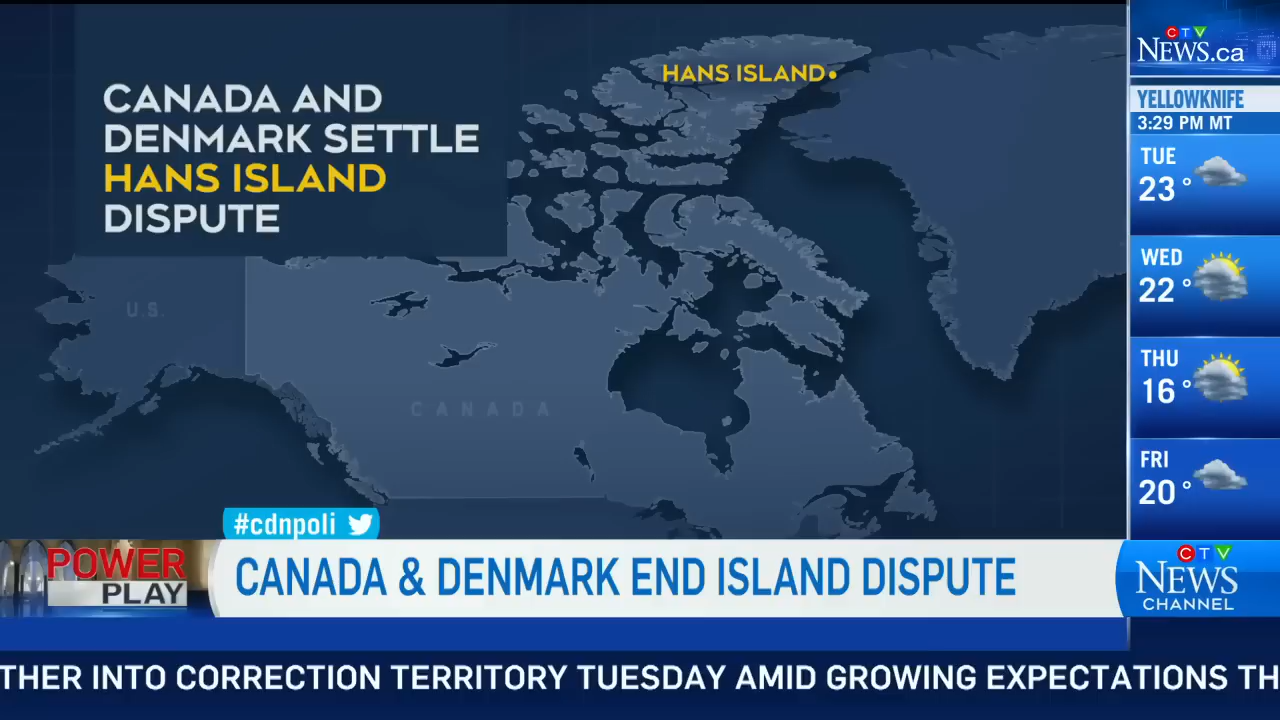 CANADA AND
DENMARK SETTLE
HANS ISLAND
DISPUTE
HANS ISLAND
U.S.
CANADA
CTV
NEWS.ca
YELLOWKNIFE
3:29 PM MT
TUE
23°
WED
22°
THU
16°
FRI
20°
#cdnpoli
POWER
PLAY
CANADA & DENMARK END ISLAND DISPUTE
CTV
NEWS
CHANNEL
THER INTO CORRECTION TERRITORY TUESDAY AMID GROWING EXPECTATIONS TH